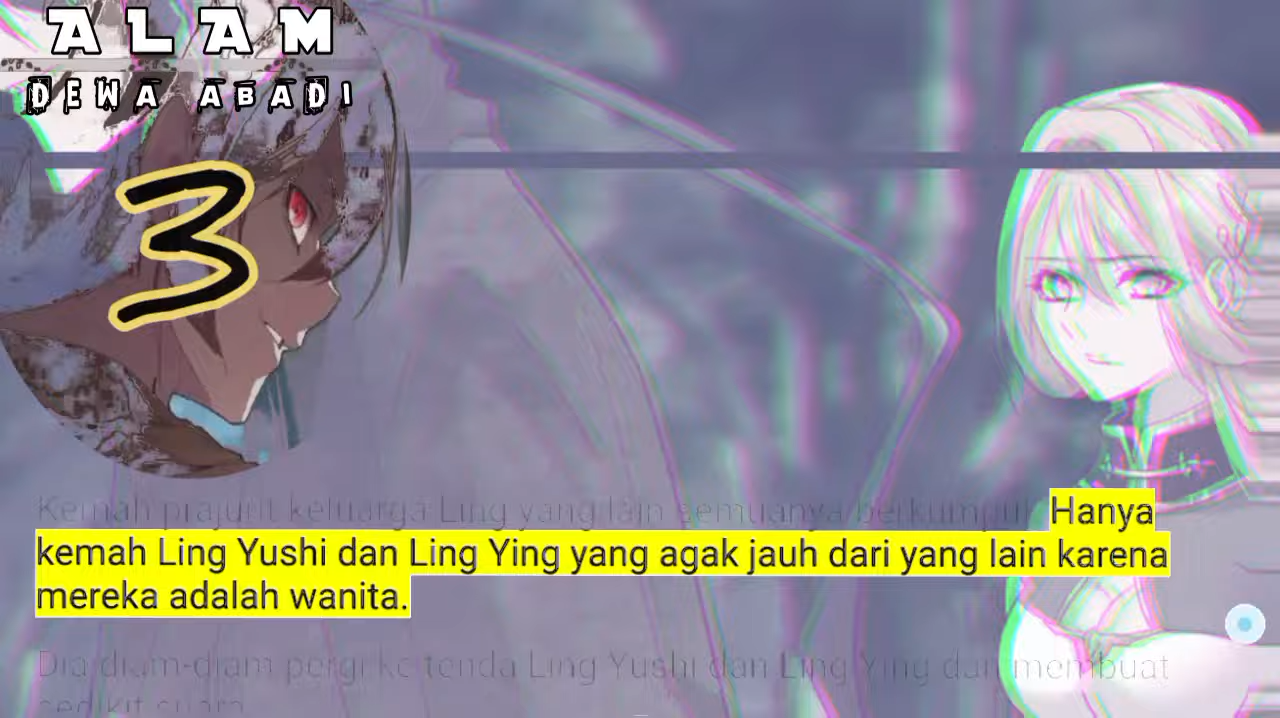 ALAM
DEWA ABADI
3
Kemah prajurit keluarga Ling yang lain semuanya berkumpul. Hanya
kemah Ling Yushi dan Ling Ying yang agak jauh dari yang lain karena
mereka adalah wanita.
Dia diam-diam pergi ke tenda Ling Yushi dan Ling Ying dan membuat
sedikit suara